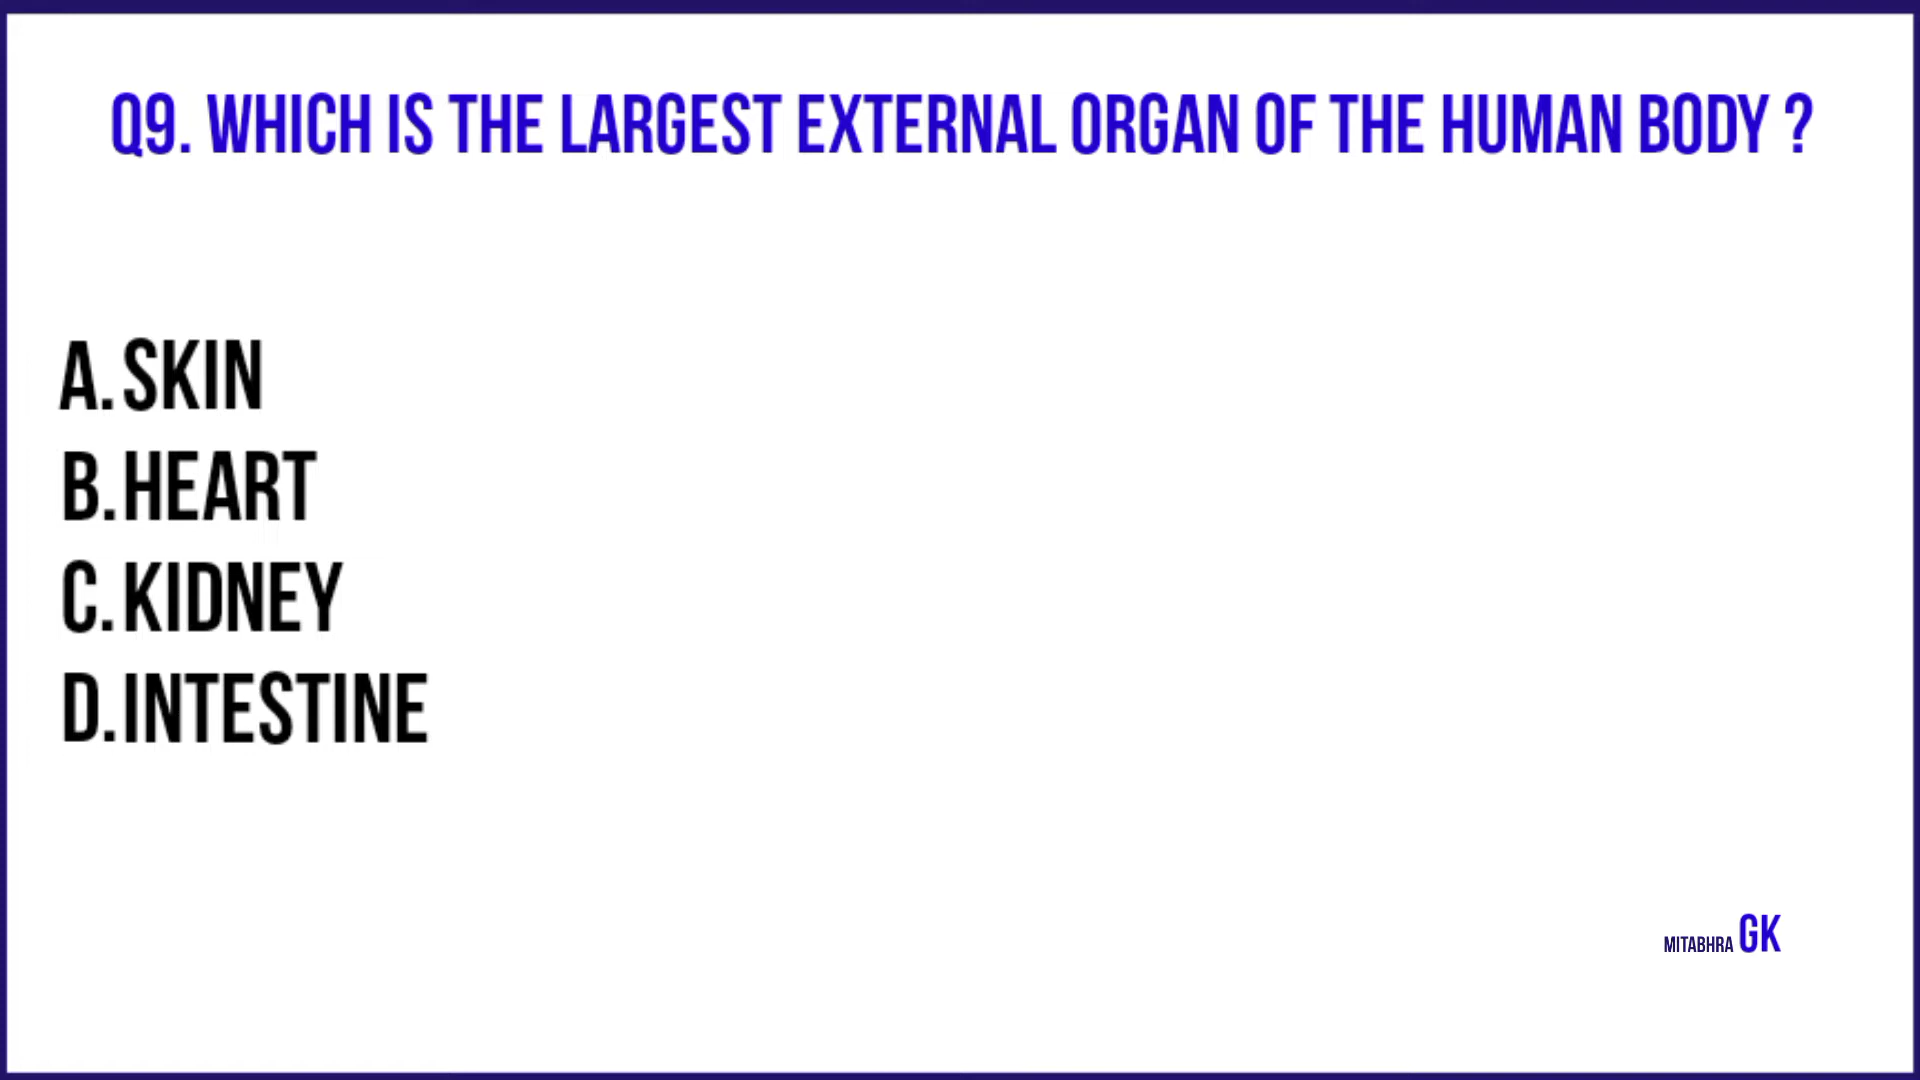 Q9. WHICH IS THE LARGEST EXTERNAL ORGAN OF THE HUMAN BODY ?
A. SKIN
B. HEART
C. KIDNEY
D. INTESTINE
MITABHRA GK